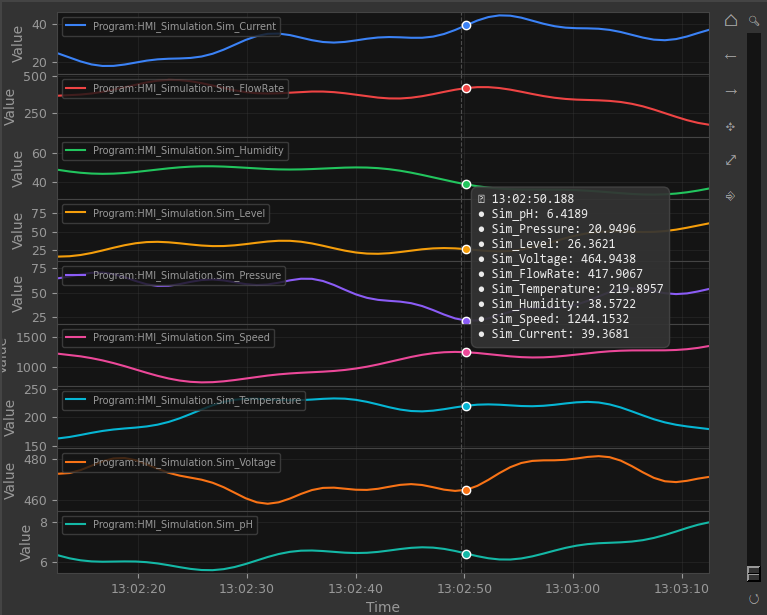 Value
40
20
Program:HMI_Simulation.Sim_Current
Value
500
250
Program:HMI_Simulation.Sim_FlowRate
Value
60
40
Program:HMI_Simulation.Sim_Humidity
Value
75
50
25
Program:HMI_Simulation.Sim_Level
Value
75
50
25
Program:HMI_Simulation.Sim_Pressure
Value
1500
1000
Program:HMI_Simulation.Sim_Speed
Value
250
200
150
Program:HMI_Simulation.Sim_Temperature
Value
480
460
Program:HMI_Simulation.Sim_Voltage
Value
8
6
Program:HMI_Simulation.Sim_pH
13:02:50.188
● Sim_pH: 6.4189
● Sim_Pressure: 20.9496
● Sim_Level: 26.3621
● Sim_Voltage: 464.9438
● Sim_FlowRate: 417.9067
● Sim_Temperature: 219.8957
● Sim_Humidity: 38.5722
● Sim_Speed: 1244.1532
● Sim_Current: 39.3681
13:02:20 13:02:30 13:02:40 13:02:50 13:03:00 13:03:10
Time